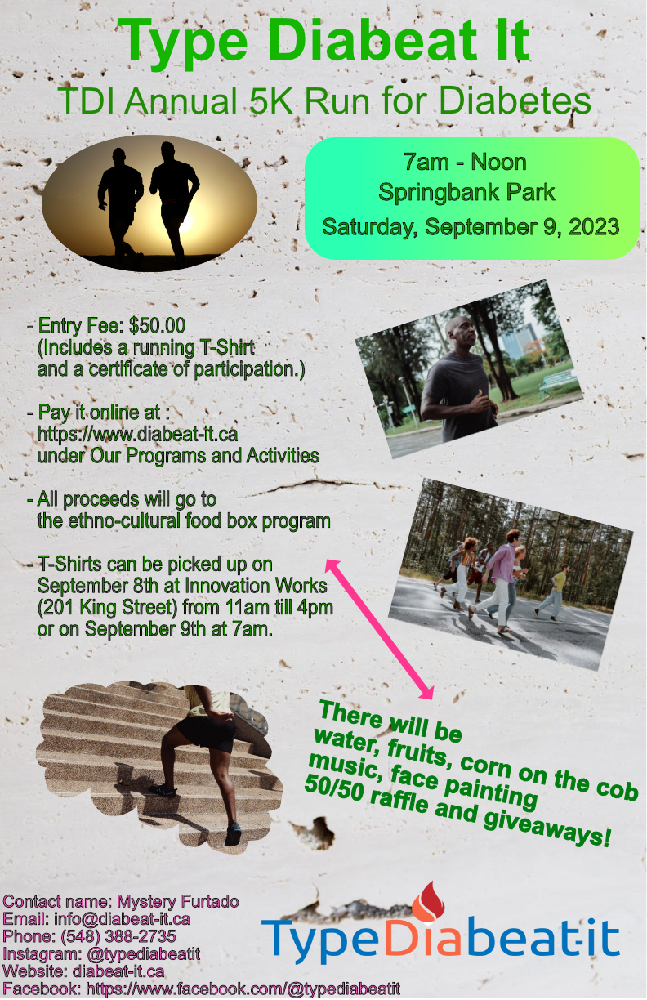 Type Diabeat It
TDI Annual 5K Run for Diabetes
7am - Noon
Springbank Park
Saturday, September 9, 2023
- Entry Fee: $50.00
(Includes a running T-Shirt
and a certificate of participation.)
- Pay it online at :
https://www.diabeat-it.ca
under Our Programs and Activities
- All proceeds will go to
the ethno-cultural food box program
- T-Shirts can be picked up on
September 8th at Innovation Works
(201 King Street) from 11am till 4pm
or on September 9th at 7am.
There will be
water, fruits, corn on the cob
music, face painting
50/50 raffle and giveaways!
Contact name: Mystery Furtado
Email: info@diabeat-it.ca
Phone: (548) 388-2735
Instagram: @typediabeatit
Website: diabeat-it.ca
Facebook: https://www.facebook.com/@typediabeatit
TypeDiabeat-it